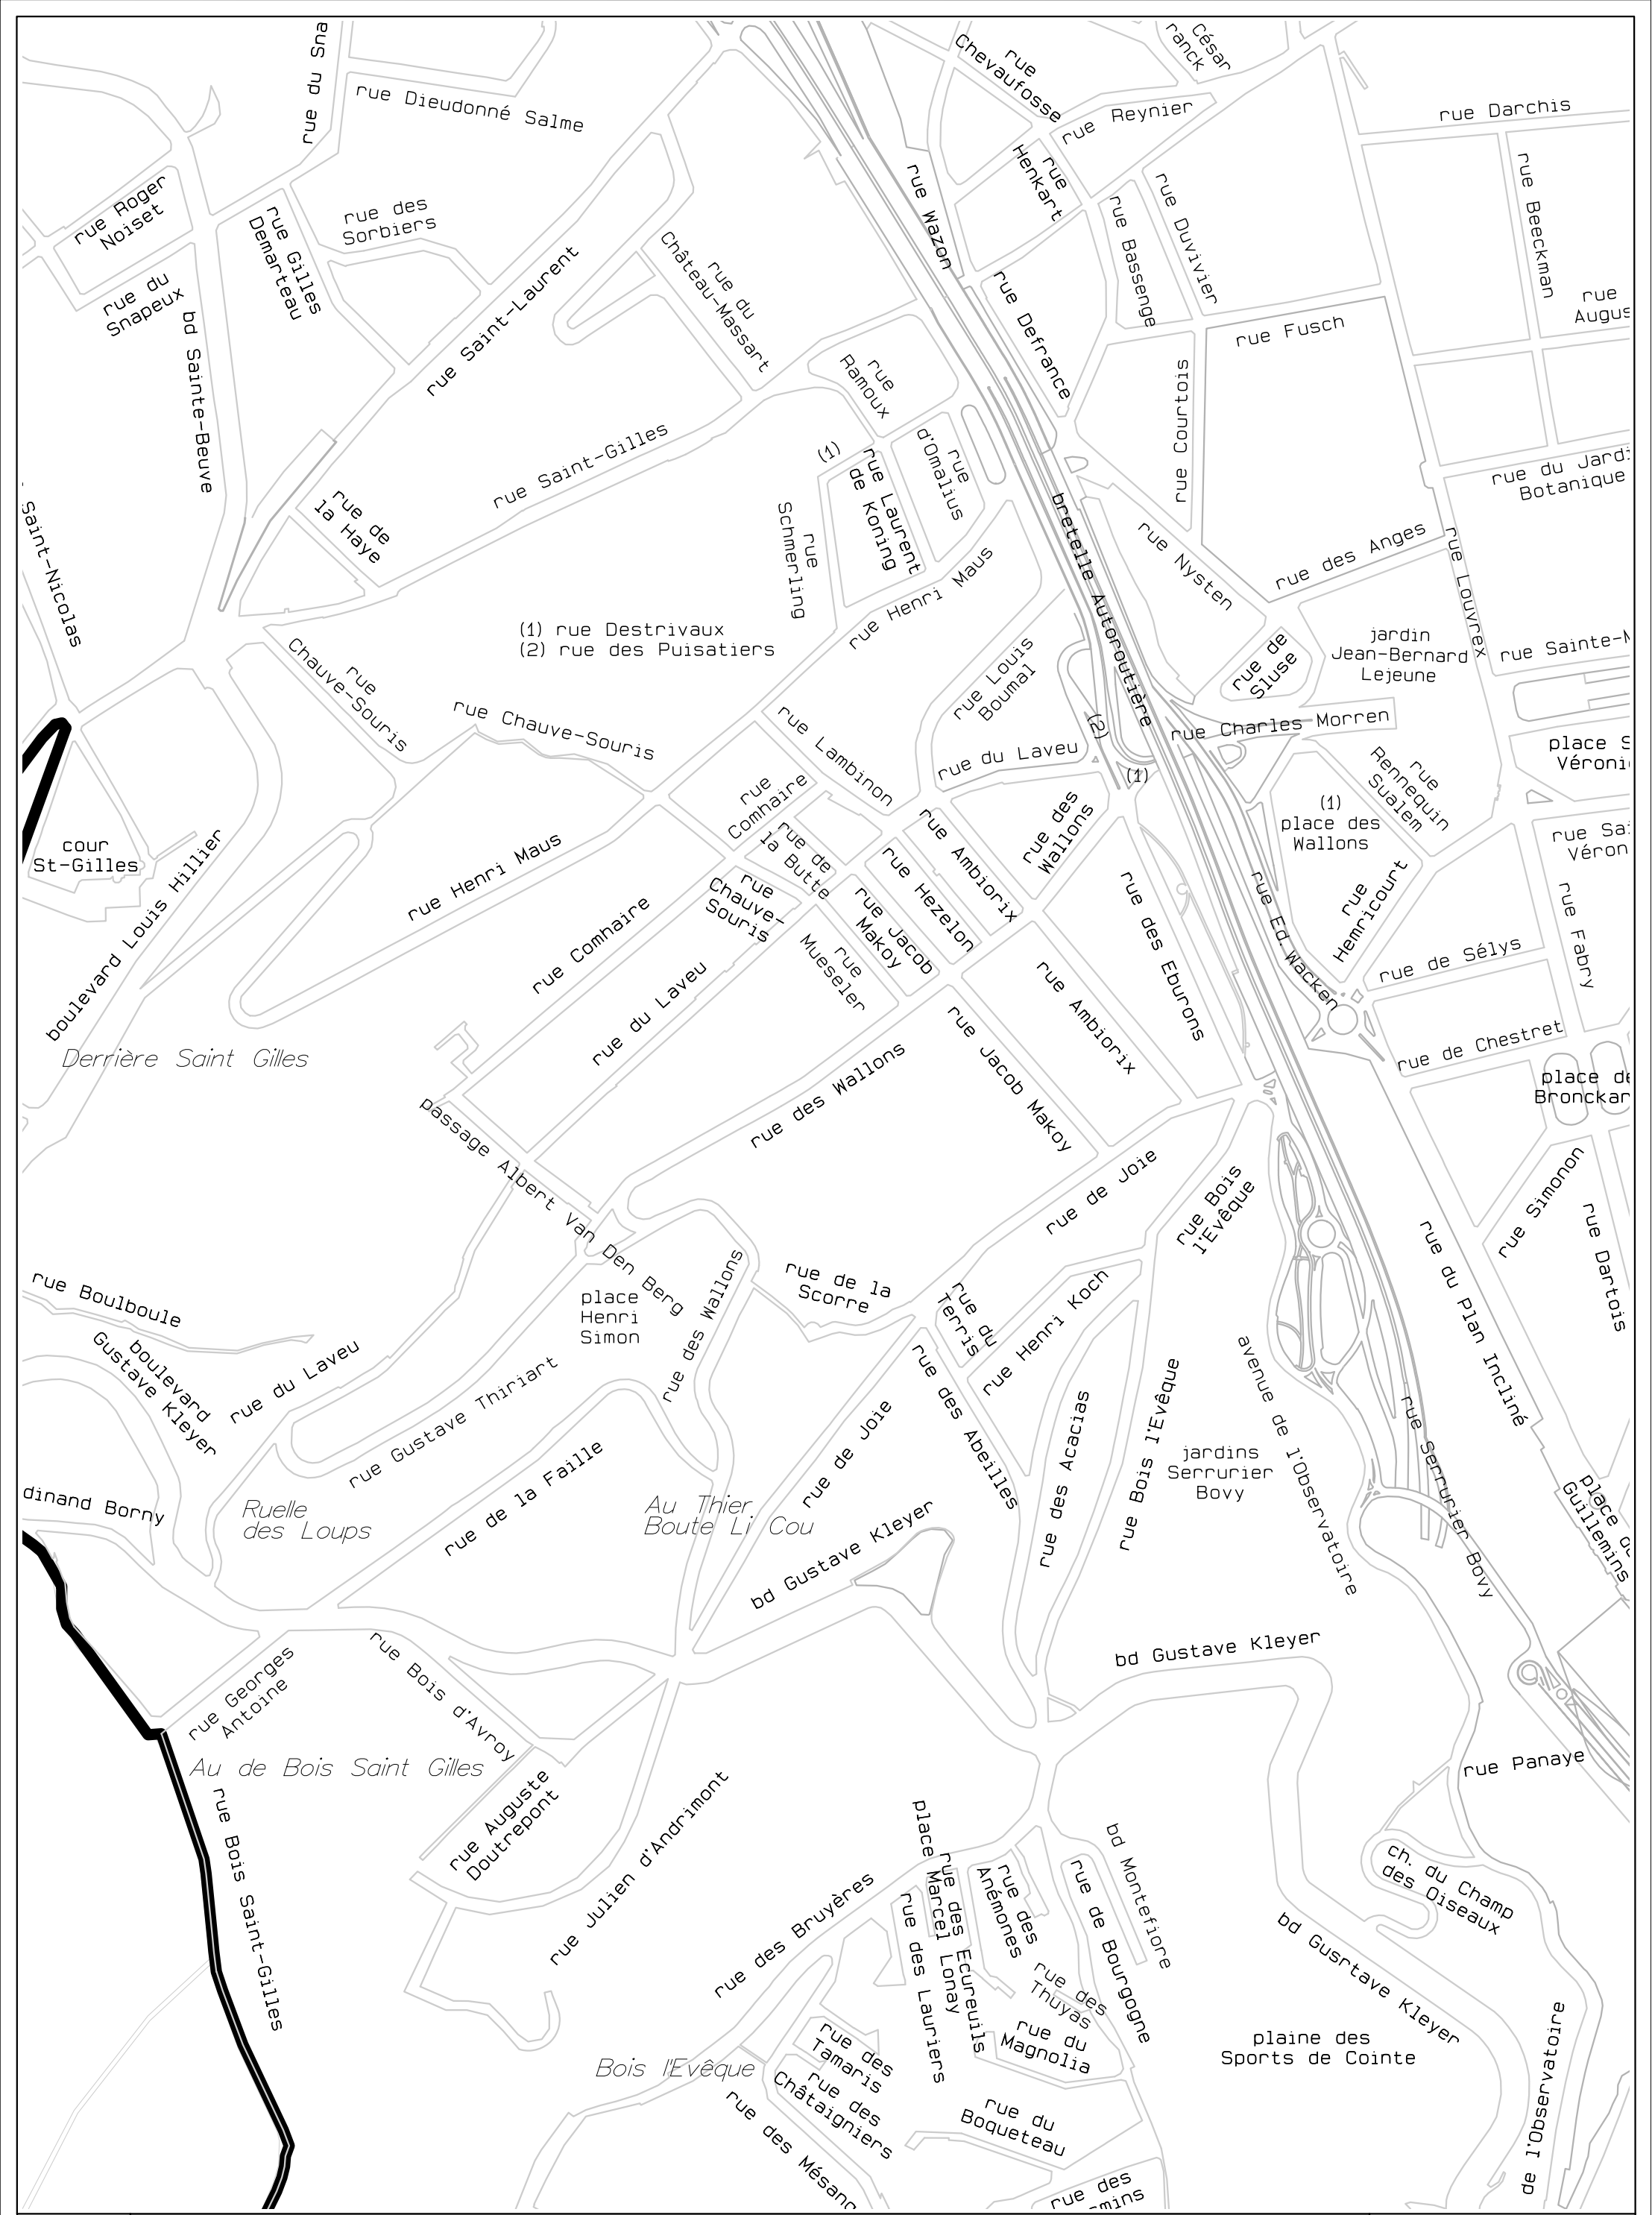 rue du Sna
rue Dieudonné Salme
rue
Chevaufosse
César
ranck
rue Reynier
rue Darchis
rue Roger
Noiset
rue du
Snapeux
rue Gilles
Demarteau
rue des
Sorbiers
bd Sainte-Beuve
rue Saint-Laurent
rue du
Château-Massart
rue Wazon
rue
Henkart
rue Bassenge
rue Duvivier
rue Beeckman
rue
Augus
rue Defrance
rue Fusch
rue Courtois
rue
Ramoux
rue Saint-Gilles
rue de
la Haye
(1)
rue Laurent
de Koning
rue
d'Omalius
rue
Schmerling
rue Henri Maus
bretelle Autoroutière
rue Nysten
rue des Anges
rue du Jardi
Botanique
rue Louvrex
Saint-Nicolas
(1) rue Destrivaux
(2) rue des Puisatiers
rue
Chauve-Souris
rue Chauve-Souris
rue Louis
Boumal
rue de
Sluse
jardin
Jean-Bernard
Lejeune
rue Sainte-M
rue Charles Morren
rue Lambinon
rue du Laveu
(2)
(1)
place S
Véroni
rue
Rennequin
Sualem
(1)
place des
Wallons
rue Sai
Véron
cour
St-Gilles
boulevard Louis Hillier
rue Henri Maus
rue
Comhaire
rue de
la Butte
rue
Chauve-
Souris
rue Hezelon
rue Ambiorix
rue des
Wallons
rue Jacob
Makoy
rue
Mueseler
rue Comhaire
rue du Laveu
rue des Eburons
rue Ed. Wacken
rue
Hemricourt
rue de Sélys
rue Fabry
rue de Chestret
place de
Bronckar
Derrière Saint Gilles
passage Albert Van Den Berg
rue des Wallons
rue Jacob Makoy
rue Ambiorix
rue de Joie
rue Bois
l'Evêque
rue Simonon
rue Dartois
rue du Plan Incliné
rue Boulboule
boulevard
Gustave Kleyer
rue du Laveu
place
Henri
Simon
rue des Wallons
rue de la
Scorre
rue du
Terris
rue Henri Koch
rue Gustave Thiriart
rue de la Faille
rue de Joie
rue des Abeilles
rue des Acacias
rue Bois l'Evêque
jardins
Serrurier
Bovy
avenue de l'Observatoire
rue Serrurier Bovy
place de
Guillemins
dinand Borny
Ruelle
des Loups
Au Thier
Boute Li Cou
bd Gustave Kleyer
bd Gustave Kleyer
rue Georges
Antoine
rue Bois d'Avroy
Au de Bois Saint Gilles
rue Bois Saint-Gilles
rue Auguste
Doutrepont
rue Julien d'Andrimont
rue Panaye
ch. du Champ
des Oiseaux
rue des Bruyères
place Marcel Lonay
rue des Ecureuils
rue des Lauriers
rue des
Anémones
rue de Bourgogne
bd Montefiore
rue des
Thuyas
rue du
Magnolia
bd Gusrtave Kleyer
plaine des
Sports de Cointe
Bois l'Evêque
rue des
Tamaris
rue des
Châtaigniers
rue des Mésang
rue du
Boqueteau
rue des
mins
de l'Observatoire